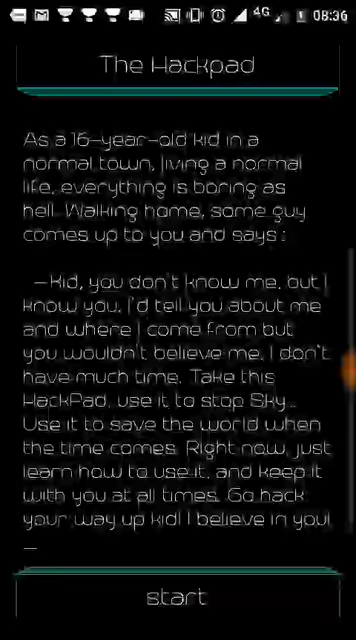 4G 08:36
The Hackpad
As a 16-year-old kid in a
normal town, living a normal
life, everything is boring as
hell. Walking home, some guy
comes up to you and says:
-Kid, you don't know me, but I
know you. I'd tell you about me
and where I come from but
you wouldn't believe me. I don't
have much time. Take this
HackPad, use it to stop Sky...
Use it to save the world when
the time comes. Right now, just
learn how to use it, and keep it
with you at all times. Go hack
your way up kid! I believe in you!
_
start